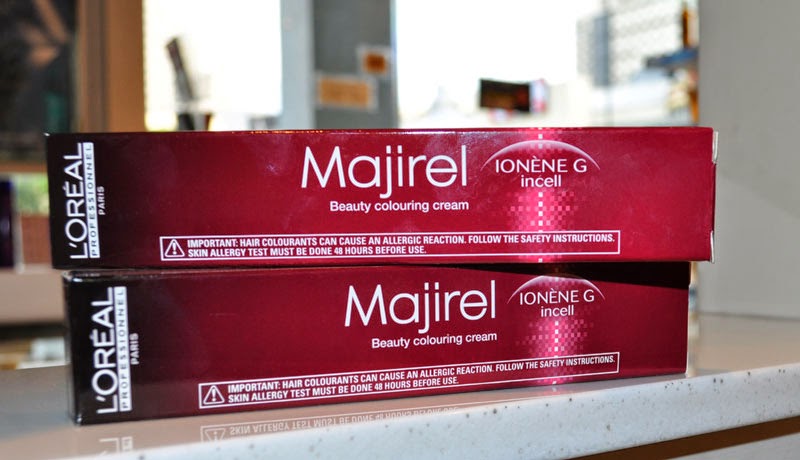 L'ORÉAL
PROFESSIONNEL
PARIS
Majirel
Beauty colouring cream
IONÈNE G
incell
IMPORTANT: HAIR COLOURANTS CAN CAUSE AN ALLERGIC REACTION. FOLLOW THE SAFETY INSTRUCTIONS.
SKIN ALLERGY TEST MUST BE DONE 48 HOURS BEFORE USE.
L'ORÉAL
PROFESSIONNEL
PARIS
Majirel
Beauty colouring cream
IONÈNE G
incell
IMPORTANT: HAIR COLOURANTS CAN CAUSE AN ALLERGIC REACTION. FOLLOW THE SAFETY INSTRUCTIONS.
SKIN ALLERGY TEST MUST BE DONE 48 HOURS BEFORE USE.